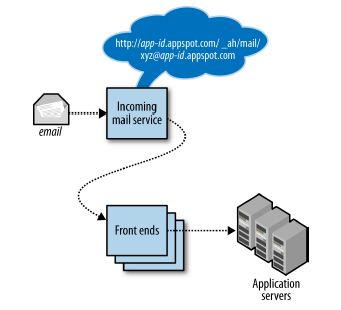 http://app-id.appspot.com/ _ah/mail/
xyz@app-id.appspot.com
Incoming
mail service
email
Front ends
Application
servers